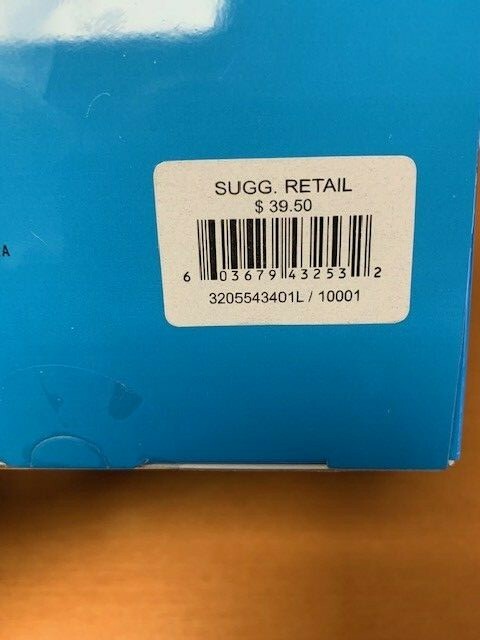 SUGG. RETAIL
$ 39.50
A
6 03679 43253 2
3205543401L / 10001